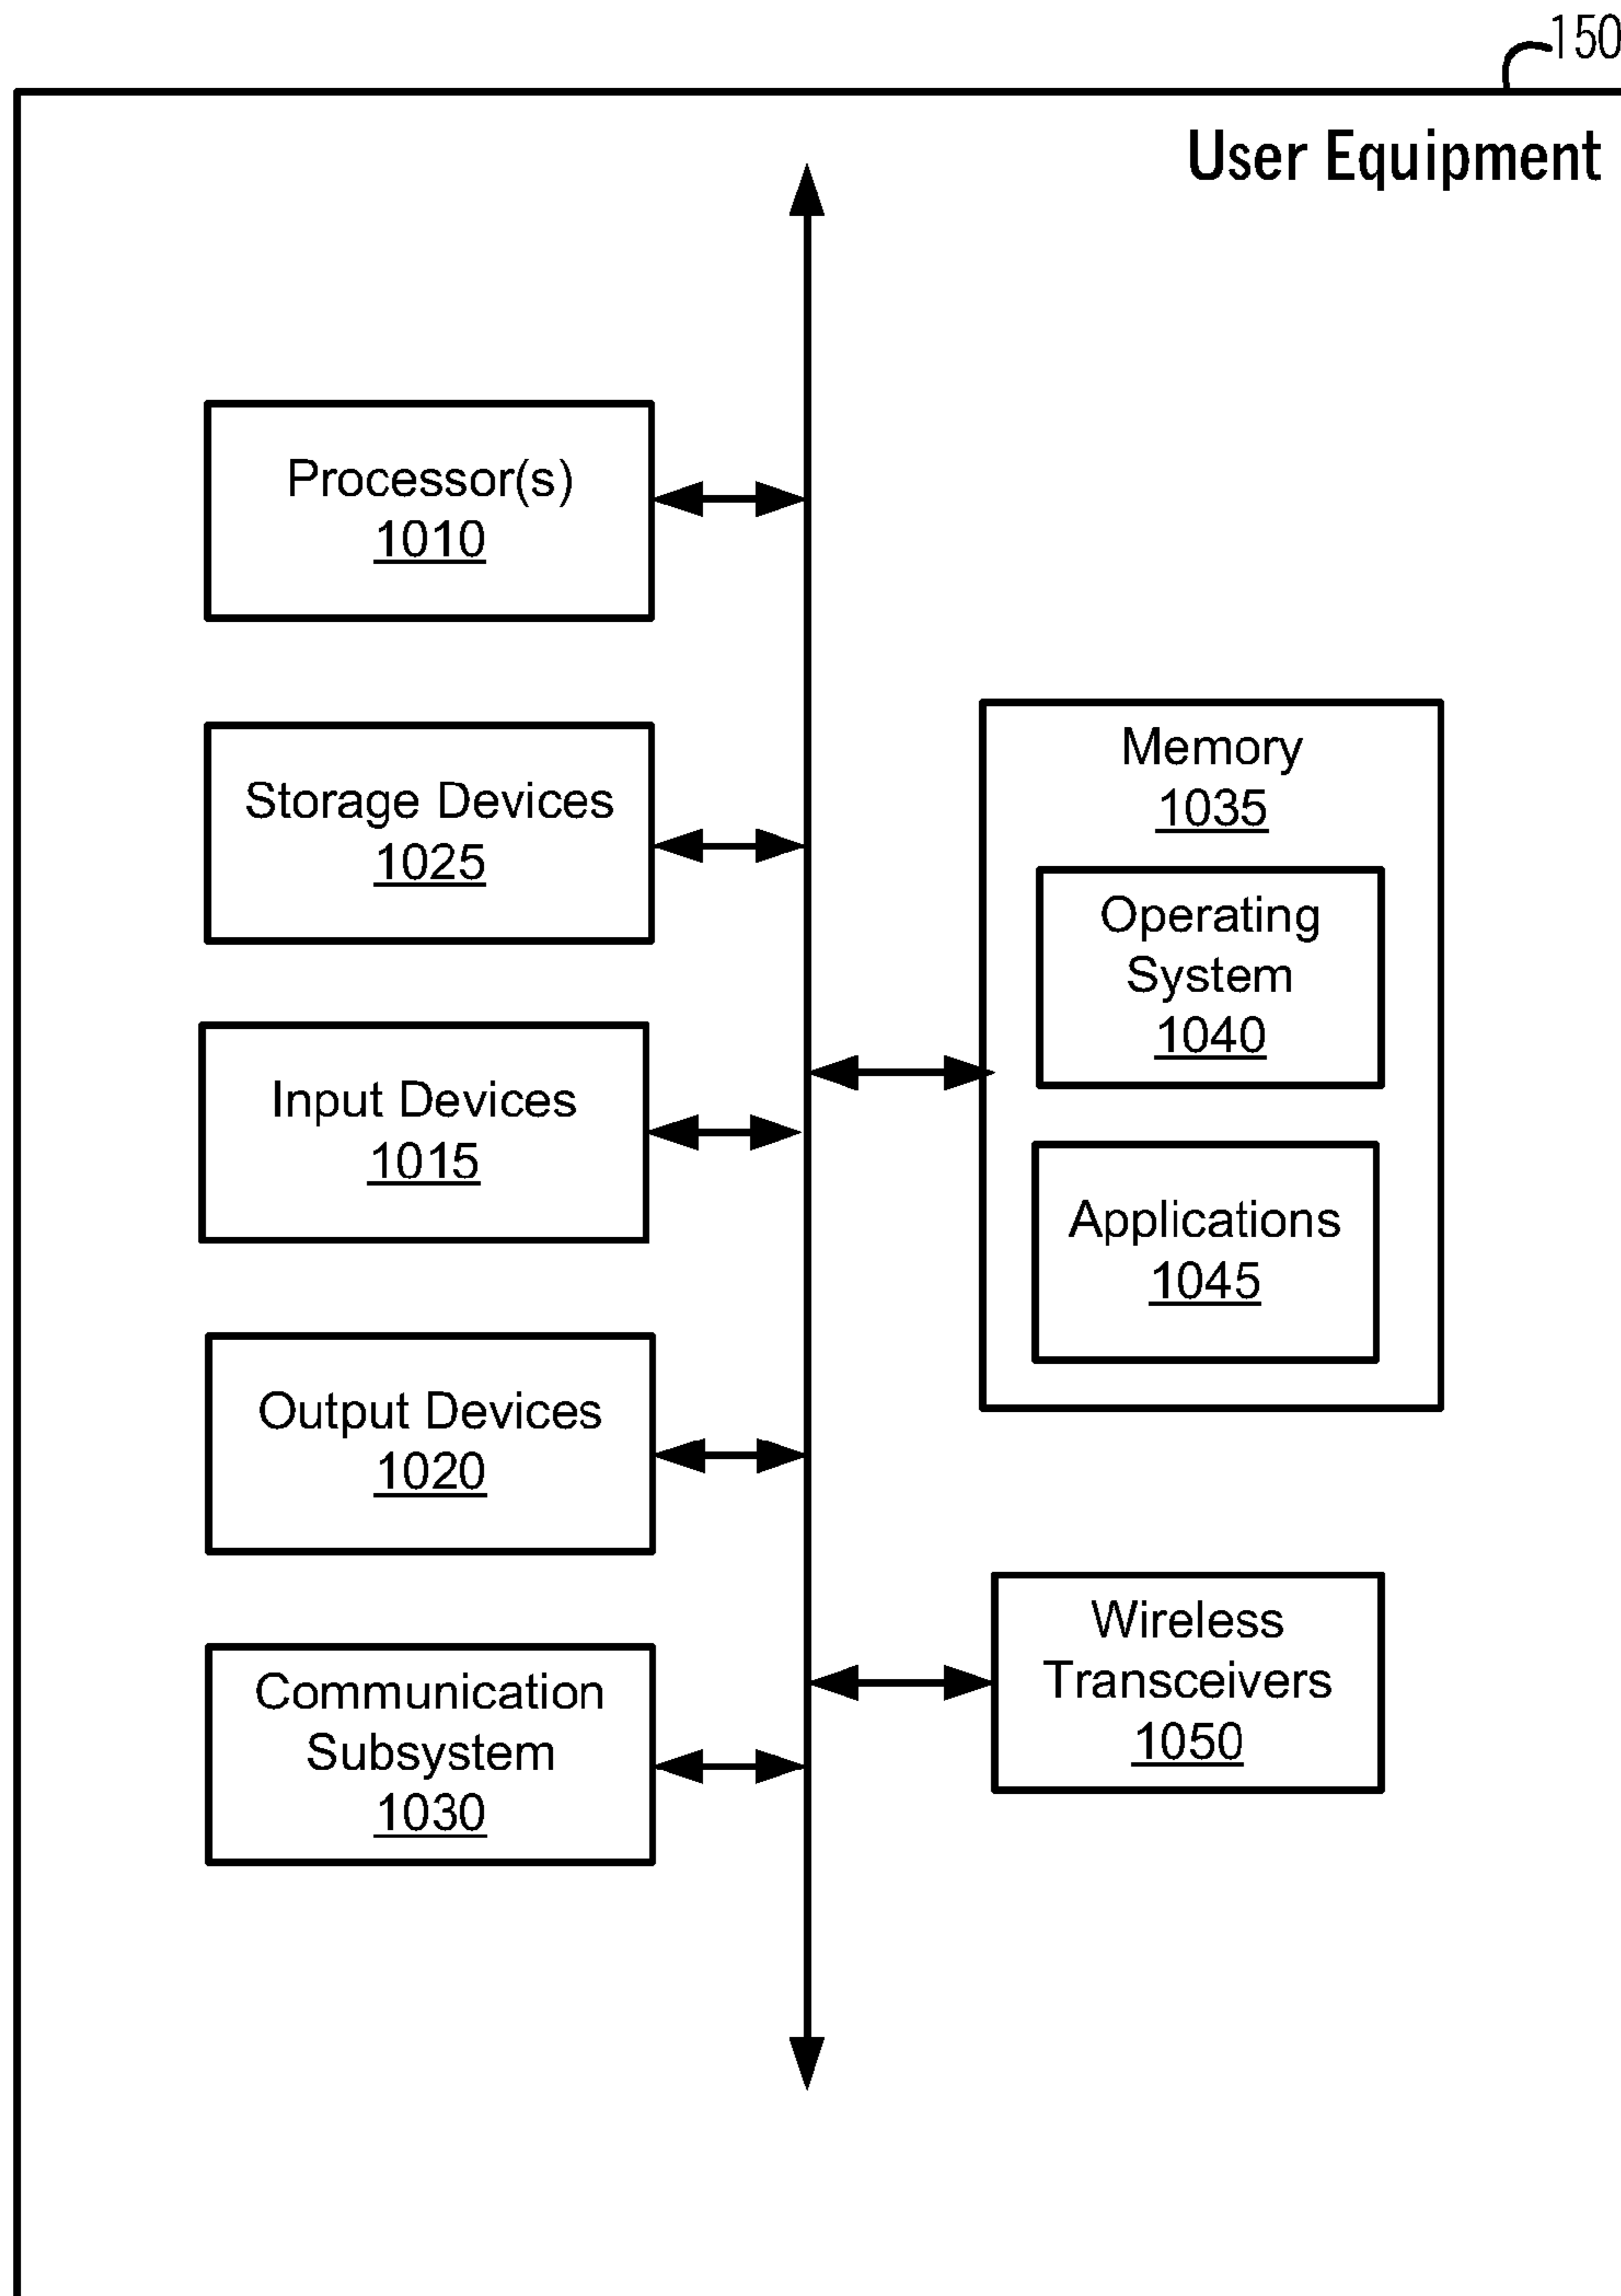 150
User Equipment
Processor(s)
1010
Storage Devices
1025
Input Devices
1015
Output Devices
1020
Communication
Subsystem
1030
Memory
1035
Operating
System
1040
Applications
1045
Wireless
Transceivers
1050